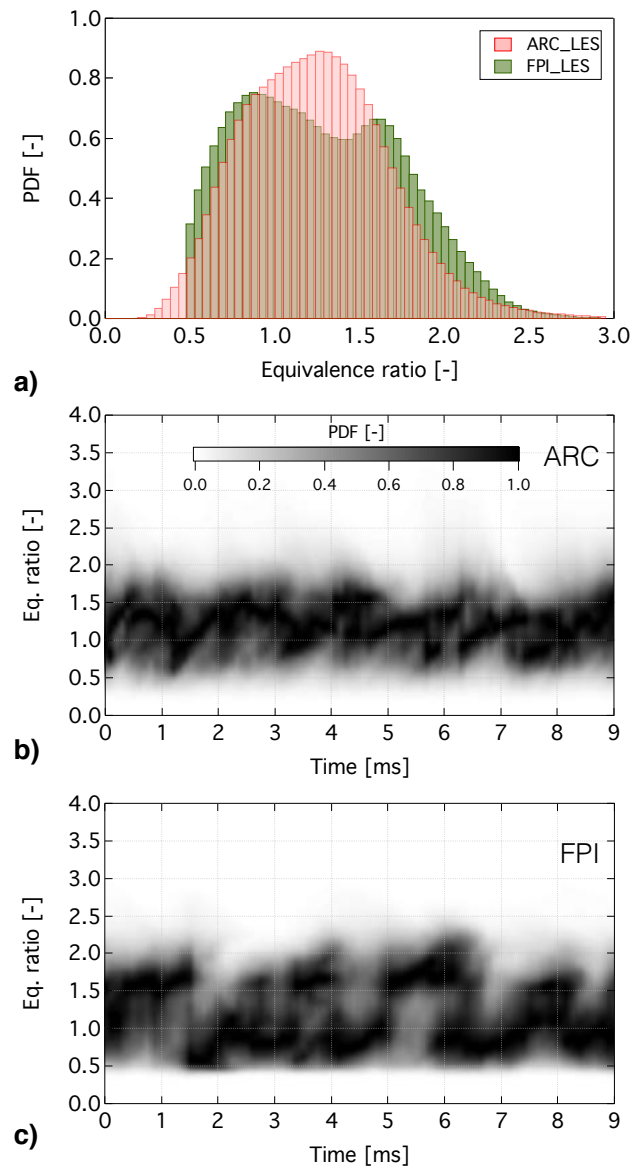 1.0
0.8
0.6
0.4
0.2
0.0
PDF [-]
ARC_LES
FPI_LES
0.0 0.5 1.0 1.5 2.0 2.5 3.0
Equivalence ratio [-]
a)
4.0
3.5
3.0
2.5
2.0
1.5
1.0
0.5
0.0
Eq. ratio [-]
PDF [-]
0.0 0.2 0.4 0.6 0.8 1.0
ARC
0 1 2 3 4 5 6 7 8 9
Time [ms]
b)
4.0
3.5
3.0
2.5
2.0
1.5
1.0
0.5
0.0
Eq. ratio [-]
FPI
0 1 2 3 4 5 6 7 8 9
Time [ms]
c)